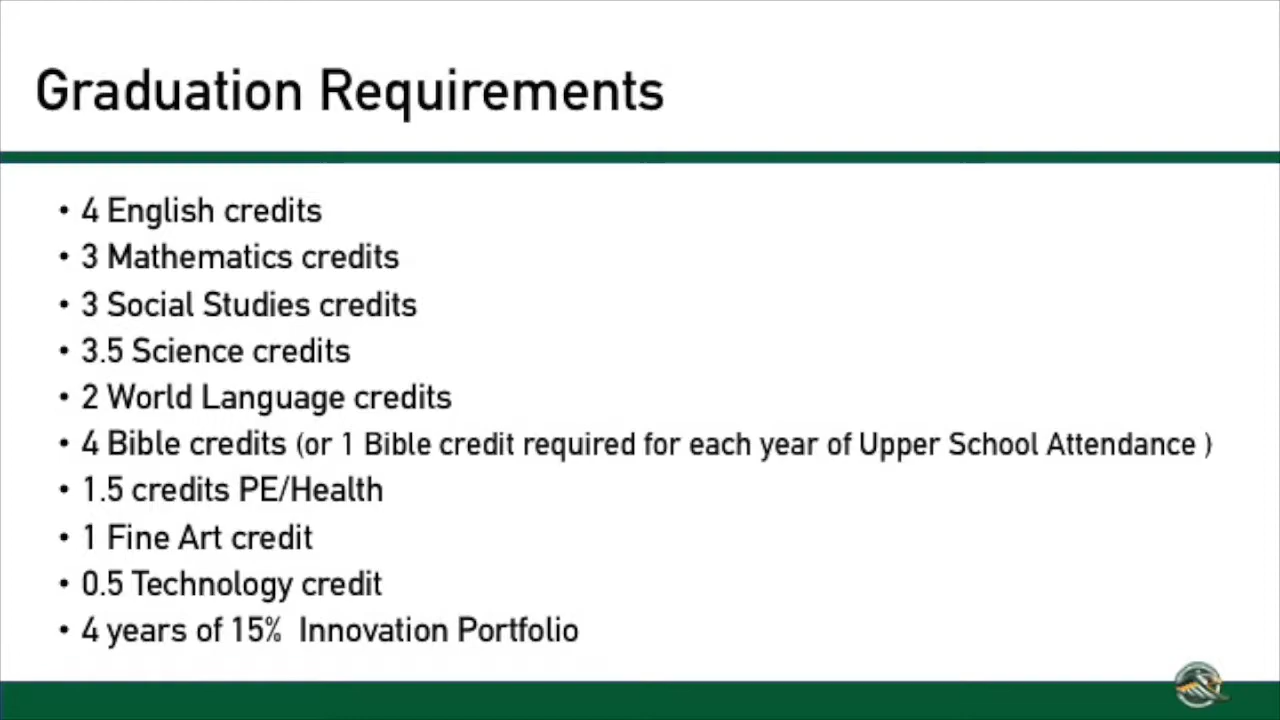 Graduation Requirements
• 4 English credits
• 3 Mathematics credits
• 3 Social Studies credits
• 3.5 Science credits
• 2 World Language credits
• 4 Bible credits (or 1 Bible credit required for each year of Upper School Attendance )
• 1.5 credits PE/Health
• 1 Fine Art credit
• 0.5 Technology credit
• 4 years of 15%  Innovation Portfolio